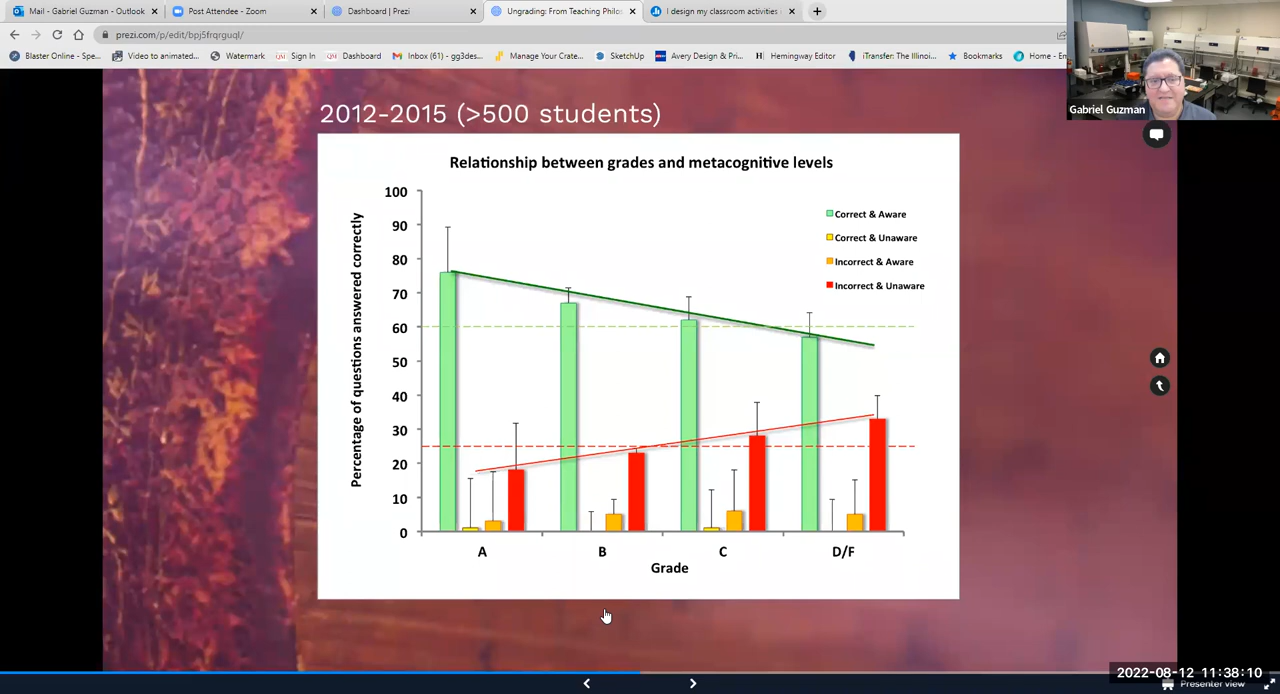 Mail - Gabriel Guzman - Outlook
Post Attendee - Zoom
Dashboard | Prezi
Ungrading: From Teaching Philos
I design my classroom activities
prezi.com/p/edit/bpj5frqrguql/
Blaster Online - Spe...
Video to animated...
Watermark
Sign In
Dashboard
Inbox (61) - gg3des...
Manage Your Crate...
SketchUp
Avery Design & Pri...
Hemingway Editor
iTransfer: The Illinoi...
Bookmarks
Home - En
Gabriel Guzman
2012-2015 (>500 students)
Relationship between grades and metacognitive levels
Percentage of questions answered correctly
100
90
80
70
60
50
40
30
20
10
0
Correct & Aware
Correct & Unaware
Incorrect & Aware
Incorrect & Unaware
A
B
C
D/F
Grade
2022-08-12 11:38:10
Presenter view